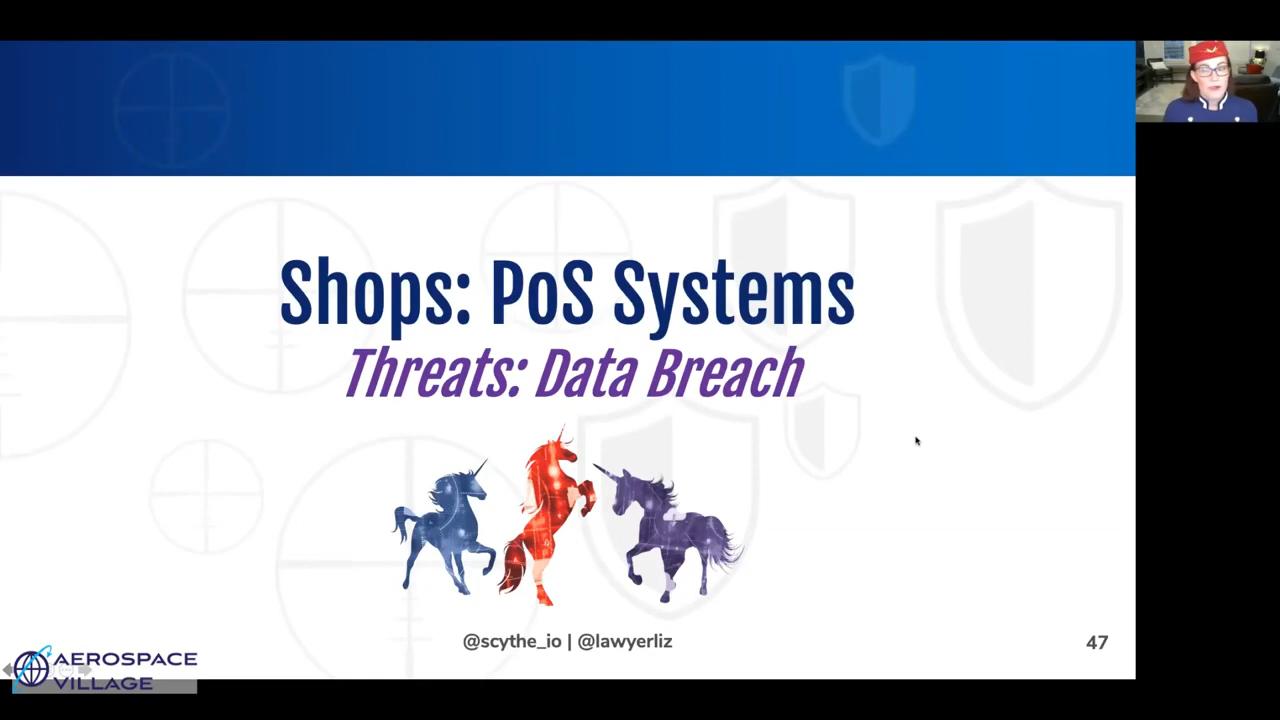 Shops: PoS Systems
Threats: Data Breach
@scythe_io | @lawyerliz
47
AEROSPACE
VILLAGE